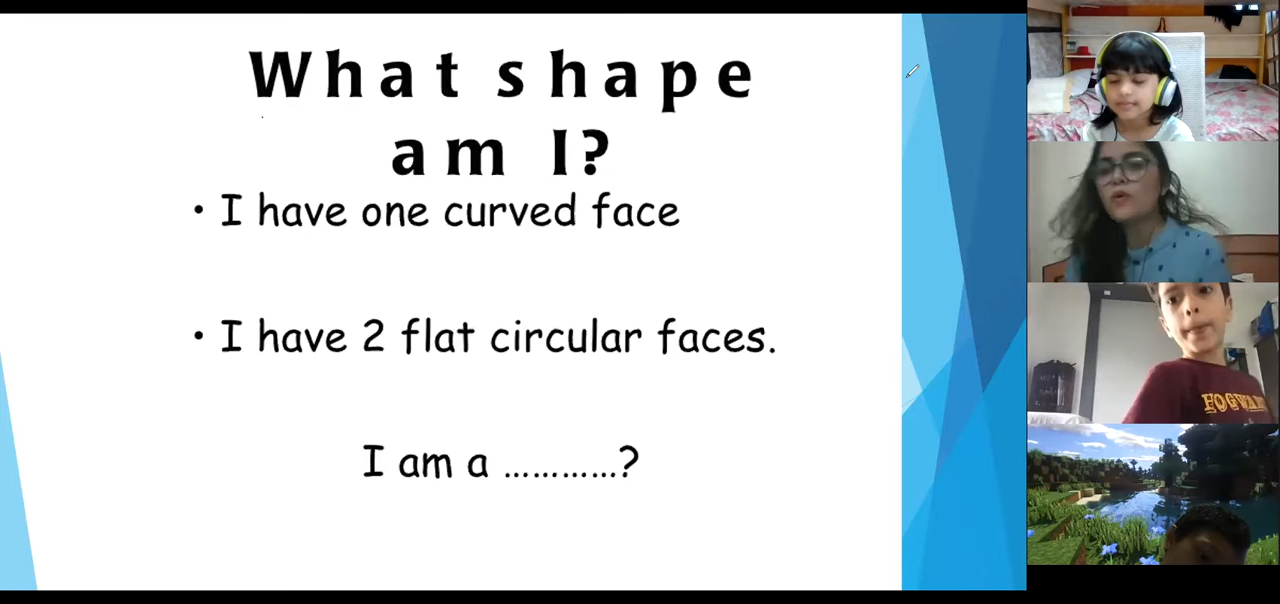 What shape
am I?
• I have one curved face
• I have 2 flat circular faces.
I am a ............?